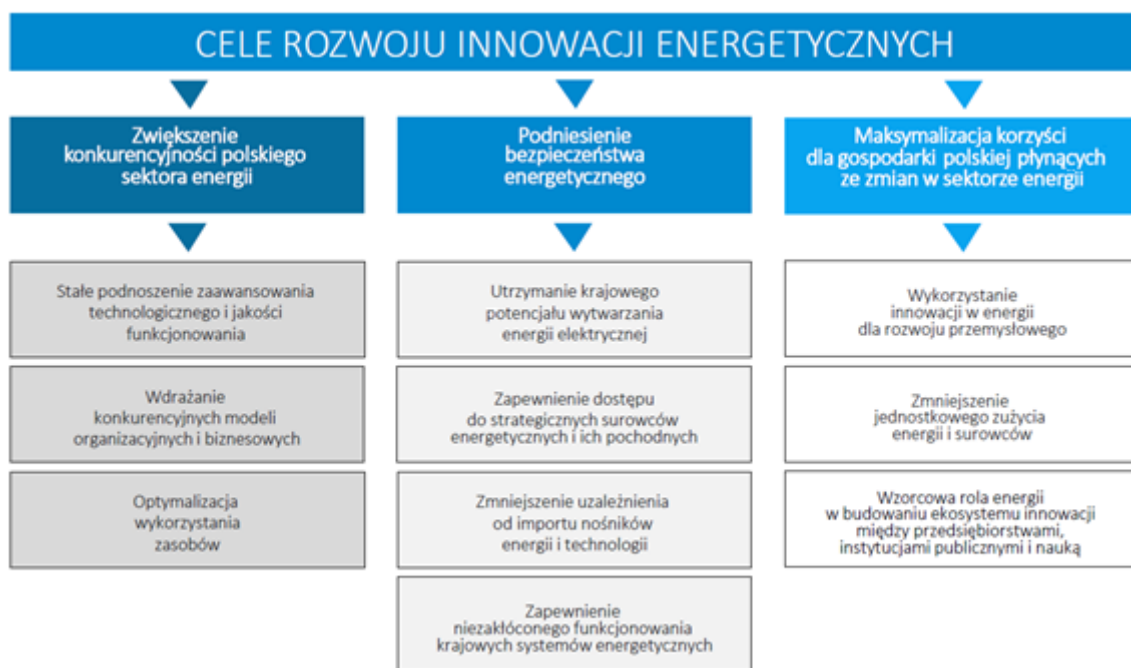 CELE ROZWOJU INNOWACJI ENERGETYCZNYCH
Zwiększenie
konkurencyjności polskiego
sektora energii
Stałe podnoszenie zaawansowania
technologicznego i jakości
funkcjonowania
Wdrażanie
konkurencyjnych modeli
organizacyjnych i biznesowych
Optymalizacja
wykorzystania
zasobów
Podniesienie
bezpieczeństwa
energetycznego
Utrzymanie krajowego
potencjału wytwarzania
energii elektrycznej
Zapewnienie dostępu
do strategicznych surowców
energetycznych i ich pochodnych
Zmniejszenie uzależnienia
od importu nośników
energii i technologii
Zapewnienie
niezakłóconego funkcjonowania
krajowych systemów energetycznych
Maksymalizacja korzyści
dla gospodarki polskiej płynących
ze zmian w sektorze energii
Wykorzystanie
innowacji w energii
dla rozwoju przemysłowego
Zmniejszenie
jednostkowego zużycia
energii i surowców
Wzorcowa rola energii
w budowaniu ekosystemu innowacji
między przedsiębiorstwami,
instytucjami publicznymi i nauką